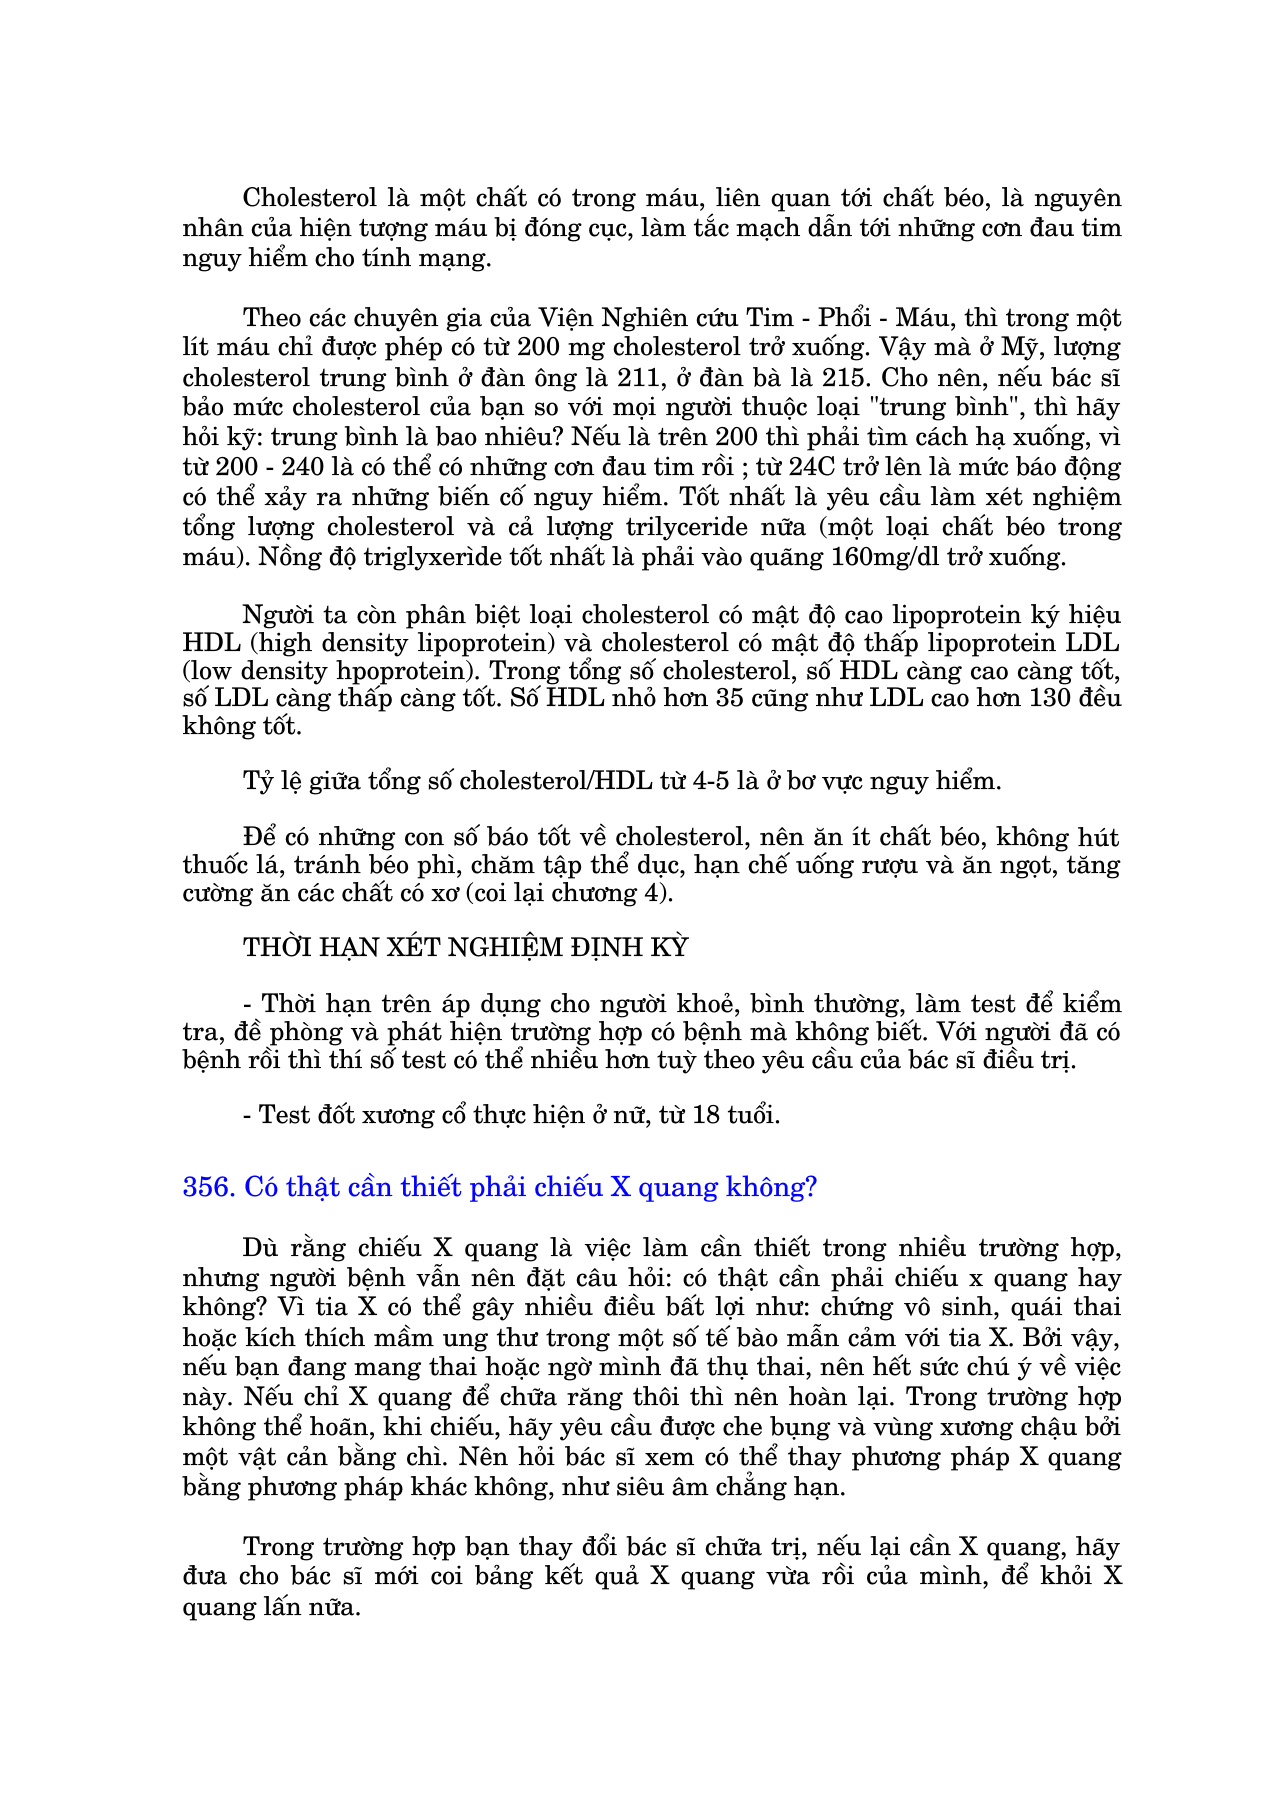 Cholesterol là một chất có trong máu, liên quan tới chất béo, là nguyên
nhân của hiện tượng máu bị đóng cục, làm tắc mạch dẫn tới những cơn đau tim
nguy hiểm cho tính mạng.
Theo các chuyên gia của Viện Nghiên cứu Tim - Phổi - Máu, thì trong một
lít máu chỉ được phép có từ 200 mg cholesterol trở xuống. Vậy mà ở Mỹ, lượng
cholesterol trung bình ở đàn ông là 211, ở đàn bà là 215. Cho nên, nếu bác sĩ
bảo mức cholesterol của bạn so với mọi người thuộc loại "trung bình", thì hãy
hỏi kỹ: trung bình là bao nhiêu? Nếu là trên 200 thì phải tìm cách hạ xuống, vì
từ 200 - 240 là có thể có những cơn đau tim rồi ; từ 24C trở lên là mức báo động
có thể xảy ra những biến cố nguy hiểm. Tốt nhất là yêu cầu làm xét nghiệm
tổng lượng cholesterol và cả lượng trilyceride nữa (một loại chất béo trong
máu). Nồng độ triglyxerìde tốt nhất là phải vào quãng 160mg/dl trở xuống.
Người ta còn phân biệt loại cholesterol có mật độ cao lipoprotein ký hiệu
HDL (high density lipoprotein) và cholesterol có mật độ thấp lipoprotein LDL
(low density hpoprotein). Trong tổng số cholesterol, số HDL càng cao càng tốt,
số LDL càng thấp càng tốt. Số HDL nhỏ hơn 35 cũng như LDL cao hơn 130 đều
không tốt.
Tỷ lệ giữa tổng số cholesterol/HDL từ 4-5 là ở bơ vực nguy hiểm.
Để có những con số báo tốt về cholesterol, nên ăn ít chất béo, không hút
thuốc lá, tránh béo phì, chăm tập thể dục, hạn chế uống rượu và ăn ngọt, tăng
cường ăn các chất có xơ (coi lại chương 4).
THỜI HẠN XÉT NGHIỆM ĐỊNH KỲ
- Thời hạn trên áp dụng cho người khoẻ, bình thường, làm test để kiểm
tra, đề phòng và phát hiện trường hợp có bệnh mà không biết. Với người đã có
bệnh rồi thì thí số test có thể nhiều hơn tuỳ theo yêu cầu của bác sĩ điều trị.
- Test đốt xương cổ thực hiện ở nữ, từ 18 tuổi.
356. Có thật cần thiết phải chiếu X quang không?
Dù rằng chiếu X quang là việc làm cần thiết trong nhiều trường hợp,
nhưng người bệnh vẫn nên đặt câu hỏi: có thật cần phải chiếu x quang hay
không? Vì tia X có thể gây nhiều điều bất lợi như: chứng vô sinh, quái thai
hoặc kích thích mầm ung thư trong một số tế bào mẫn cảm với tia X. Bởi vậy,
nếu bạn đang mang thai hoặc ngờ mình đã thụ thai, nên hết sức chú ý về việc
này. Nếu chỉ X quang để chữa răng thôi thì nên hoàn lại. Trong trường hợp
không thể hoãn, khi chiếu, hãy yêu cầu được che bụng và vùng xương chậu bởi
một vật cản bằng chì. Nên hỏi bác sĩ xem có thể thay phương pháp X quang
bằng phương pháp khác không, như siêu âm chẳng hạn.
Trong trường hợp bạn thay đổi bác sĩ chữa trị, nếu lại cần X quang, hãy
đưa cho bác sĩ mới coi bảng kết quả X quang vừa rồi của mình, để khỏi X
quang lấn nữa.